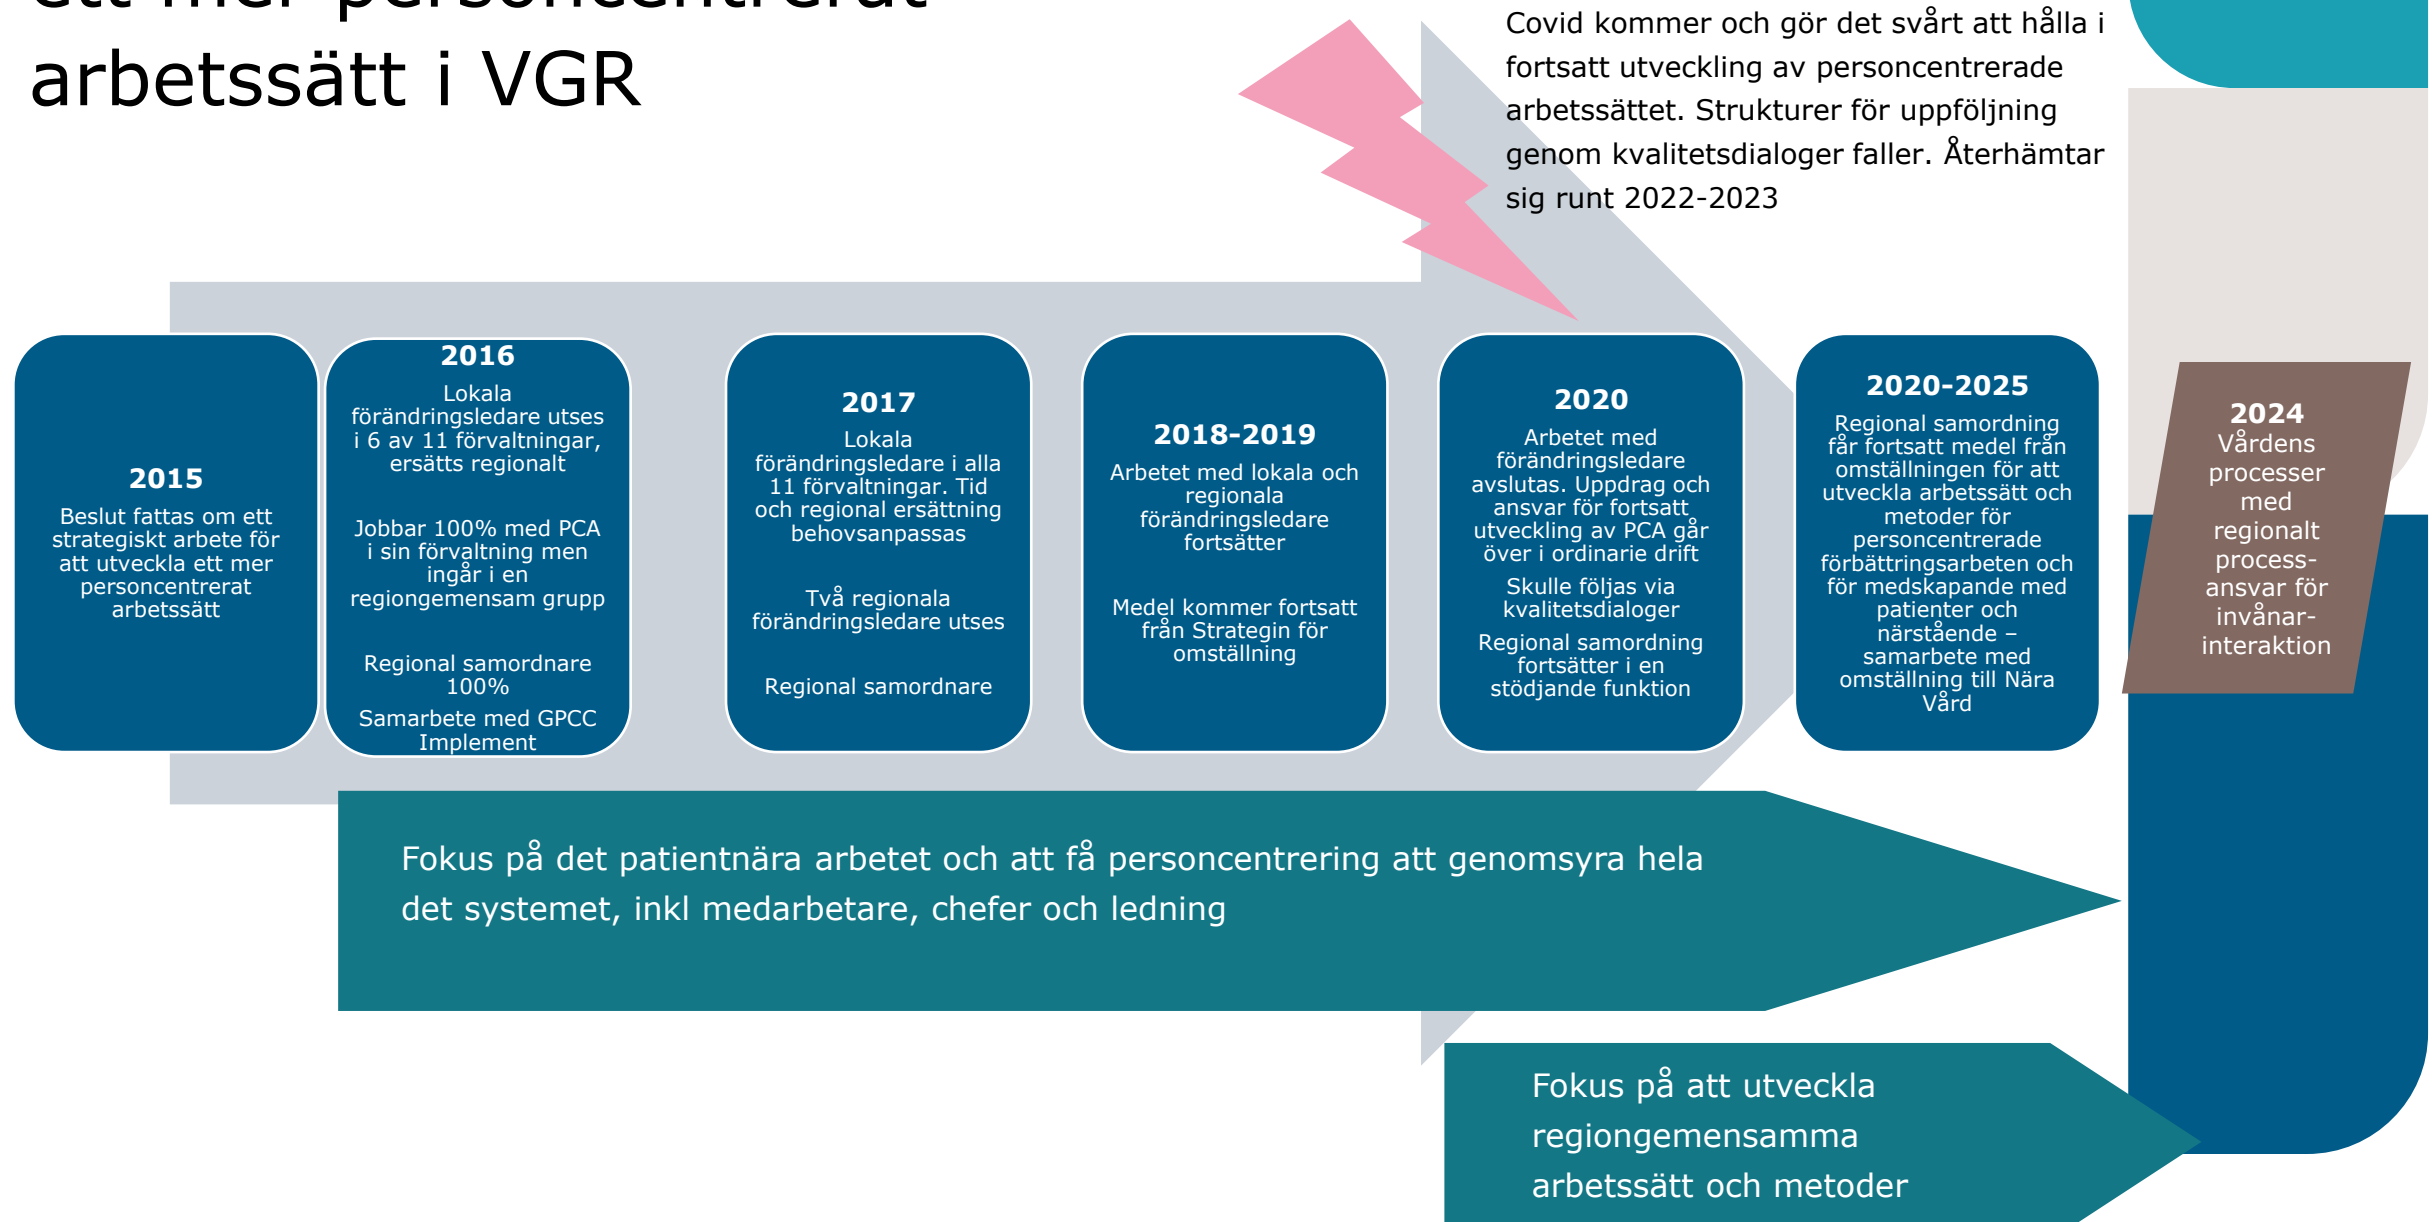 ett mer personcentrerat
arbetssätt i VGR
Covid kommer och gör det svårt att hålla i
fortsatt utveckling av personcentrerade
arbetssättet. Strukturer för uppföljning
genom kvalitetsdialoger faller. Återhämtar
sig runt 2022-2023
2015
Beslut fattas om ett
strategiskt arbete för
att utveckla ett mer
personcentrerat
arbetssätt
2016
Lokala
förändringsledare utses
i 6 av 11 förvaltningar,
ersätts regionalt
Jobbar 100% med PCA
i sin förvaltning men
ingår i en
regiongemensam grupp
Regional samordnare
100%
Samarbete med GPCC
Implement
2017
Lokala
förändringsledare i alla
11 förvaltningar. Tid
och regional ersättning
behovsanpassas
Två regionala
förändringsledare utses
Regional samordnare
2018-2019
Arbetet med lokala och
regionala
förändringsledare
fortsätter
Medel kommer fortsatt
från Strategin för
omställning
2020
Arbetet med
förändringsledare
avslutas. Uppdrag och
ansvar för fortsatt
utveckling av PCA går
över i ordinarie drift
Skulle följas via
kvalitetsdialoger
Regional samordning
fortsätter i en
stödjande funktion
2020-2025
Regional samordning
får fortsatt medel från
omställningen för att
utveckla arbetssätt och
metoder för
personcentrerade
förbättringsarbeten och
för medskapande med
patienter och
närstående –
samarbete med
omställning till Nära
Vård
2024
Vårdens
processer
med
regionalt
process-
ansvar för
invånar-
interaktion
Fokus på det patientnära arbetet och att få personcentrering att genomsyra hela
det systemet, inkl medarbetare, chefer och ledning
Fokus på att utveckla
regiongemensamma
arbetssätt och metoder